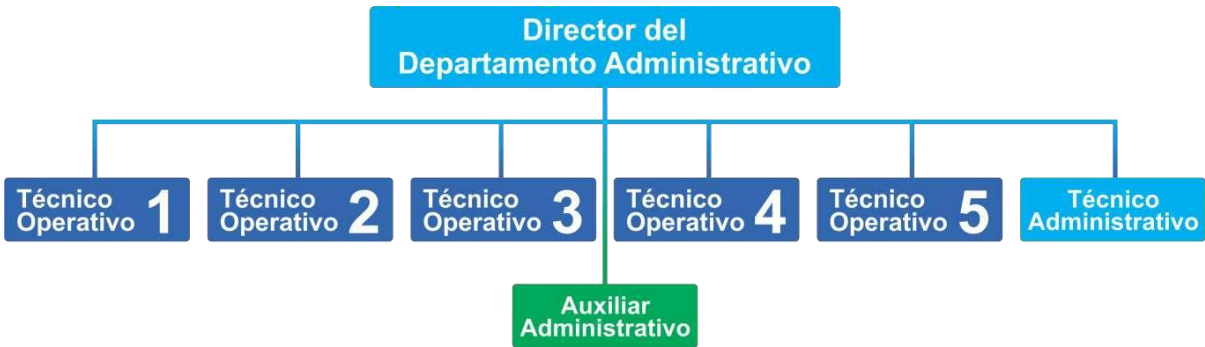 Director del
Departamento Administrativo
Técnico
Operativo 1
Técnico
Operativo 2
Técnico
Operativo 3
Técnico
Operativo 4
Técnico
Operativo 5
Técnico
Administrativo
Auxiliar
Administrativo